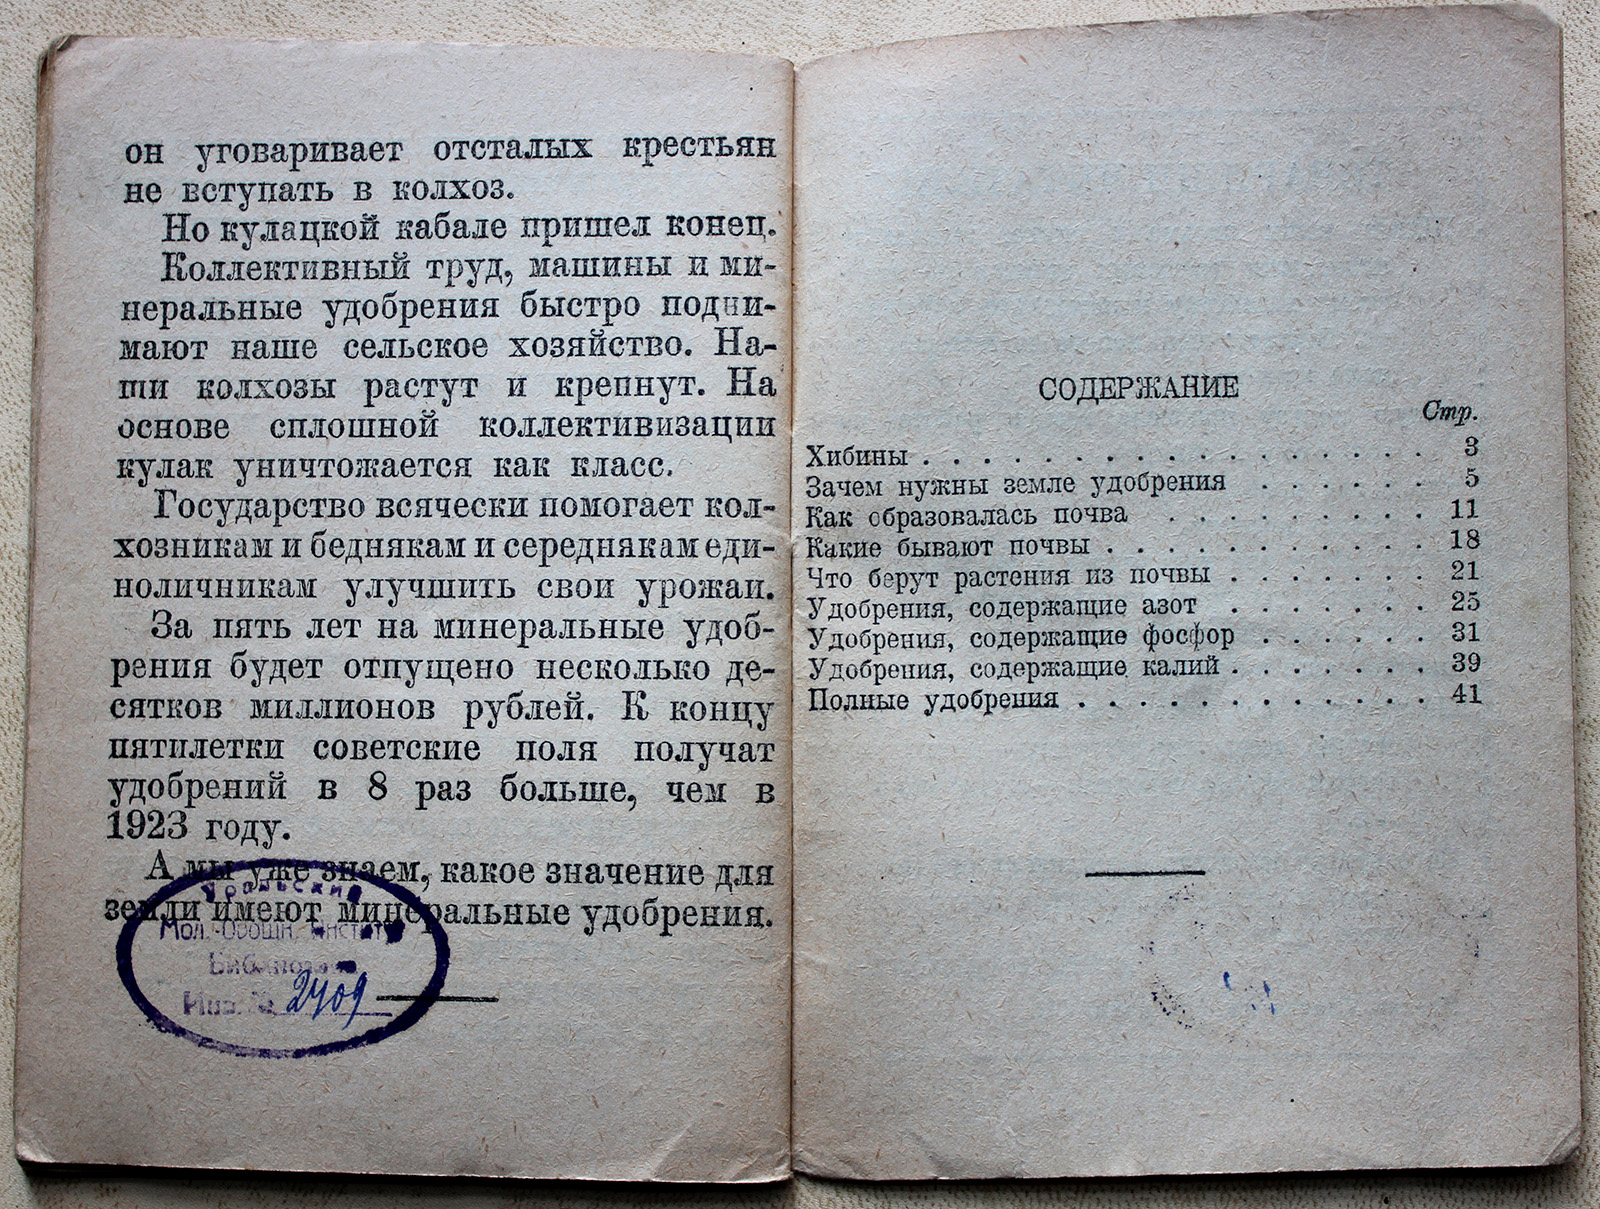 он уговаривает отсталых крестьян
не вступать в колхоз.
Но кулацкой кабале пришел конец.
Коллективный труд, машины и ми-
неральные удобрения быстро подни-
мают наше сельское хозяйство. На-
ши колхозы растут и крепнут. На
основе сплошной коллективизации
кулак уничтожается как класс.
Государство всячески помогает кол-
хозникам и беднякам и середнякам еди-
ноличникам улучшить свои урожаи.
За пять лет на минеральные удоб-
рения будет отпущено несколько де-
сятков миллионов рублей. К концу
пятилетки советские поля получат
удобрений в 8 раз больше, чем в
1923 году.
А мы уже знаем, какое значение для
земли имеют минеральные удобрения.
Уральский
Мол.-Овощн. Институт
Библиотека
Инв. № 2409
СОДЕРЖАНИЕ
Стр.
Хибины . . . . . . . . . . . . . . . . . 3
Зачем нужны земле удобрения . . . . . . 5
Как образовалась почва . . . . . . . . . 11
Какие бывают почвы . . . . . . . . . . . 18
Что берут растения из почвы . . . . . . . 21
Удобрения, содержащие азот . . . . . . . 25
Удобрения, содержащие фосфор . . . . . . 31
Удобрения, содержащие калий . . . . . . . 39
Полные удобрения . . . . . . . . . . . . 41